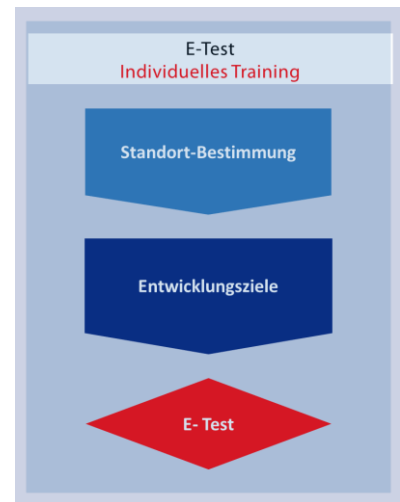 E-Test
Individuelles Training
Standort-Bestimmung
Entwicklungsziele
E- Test